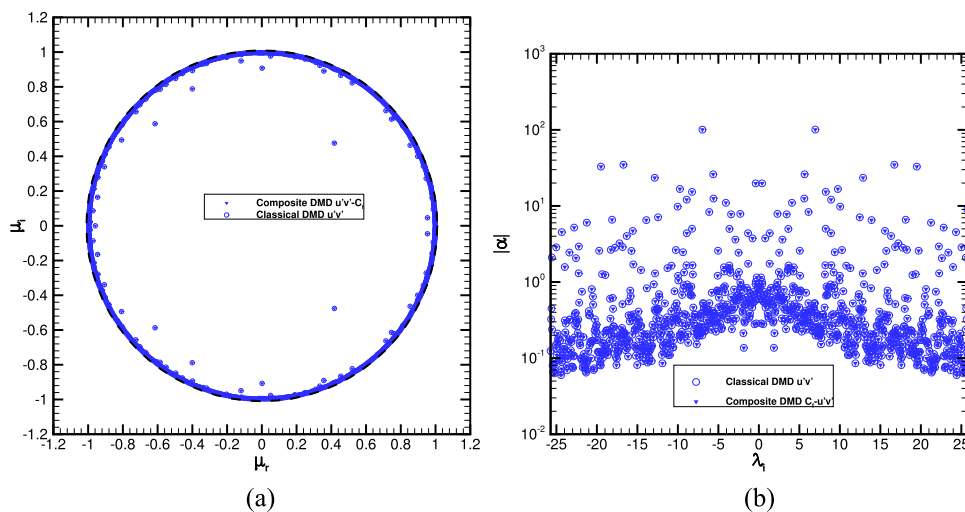 1.2
1
0.8
0.6
0.4
0.2
0
-0.2
-0.4
-0.6
-0.8
-1
-1.2
-1.2 -1 -0.8 -0.6 -0.4 -0.2 0 0.2 0.4 0.6 0.8 1 1.2
μi
μr
Composite DMD u'v'-Cf
Classical DMD u'v'
(a)
10³
10²
10¹
10⁰
10⁻¹
10⁻²
-25 -20 -15 -10 -5 0 5 10 15 20 25
|α|
λi
Classical DMD u'v'
Composite DMD Cf-u'v'
(b)